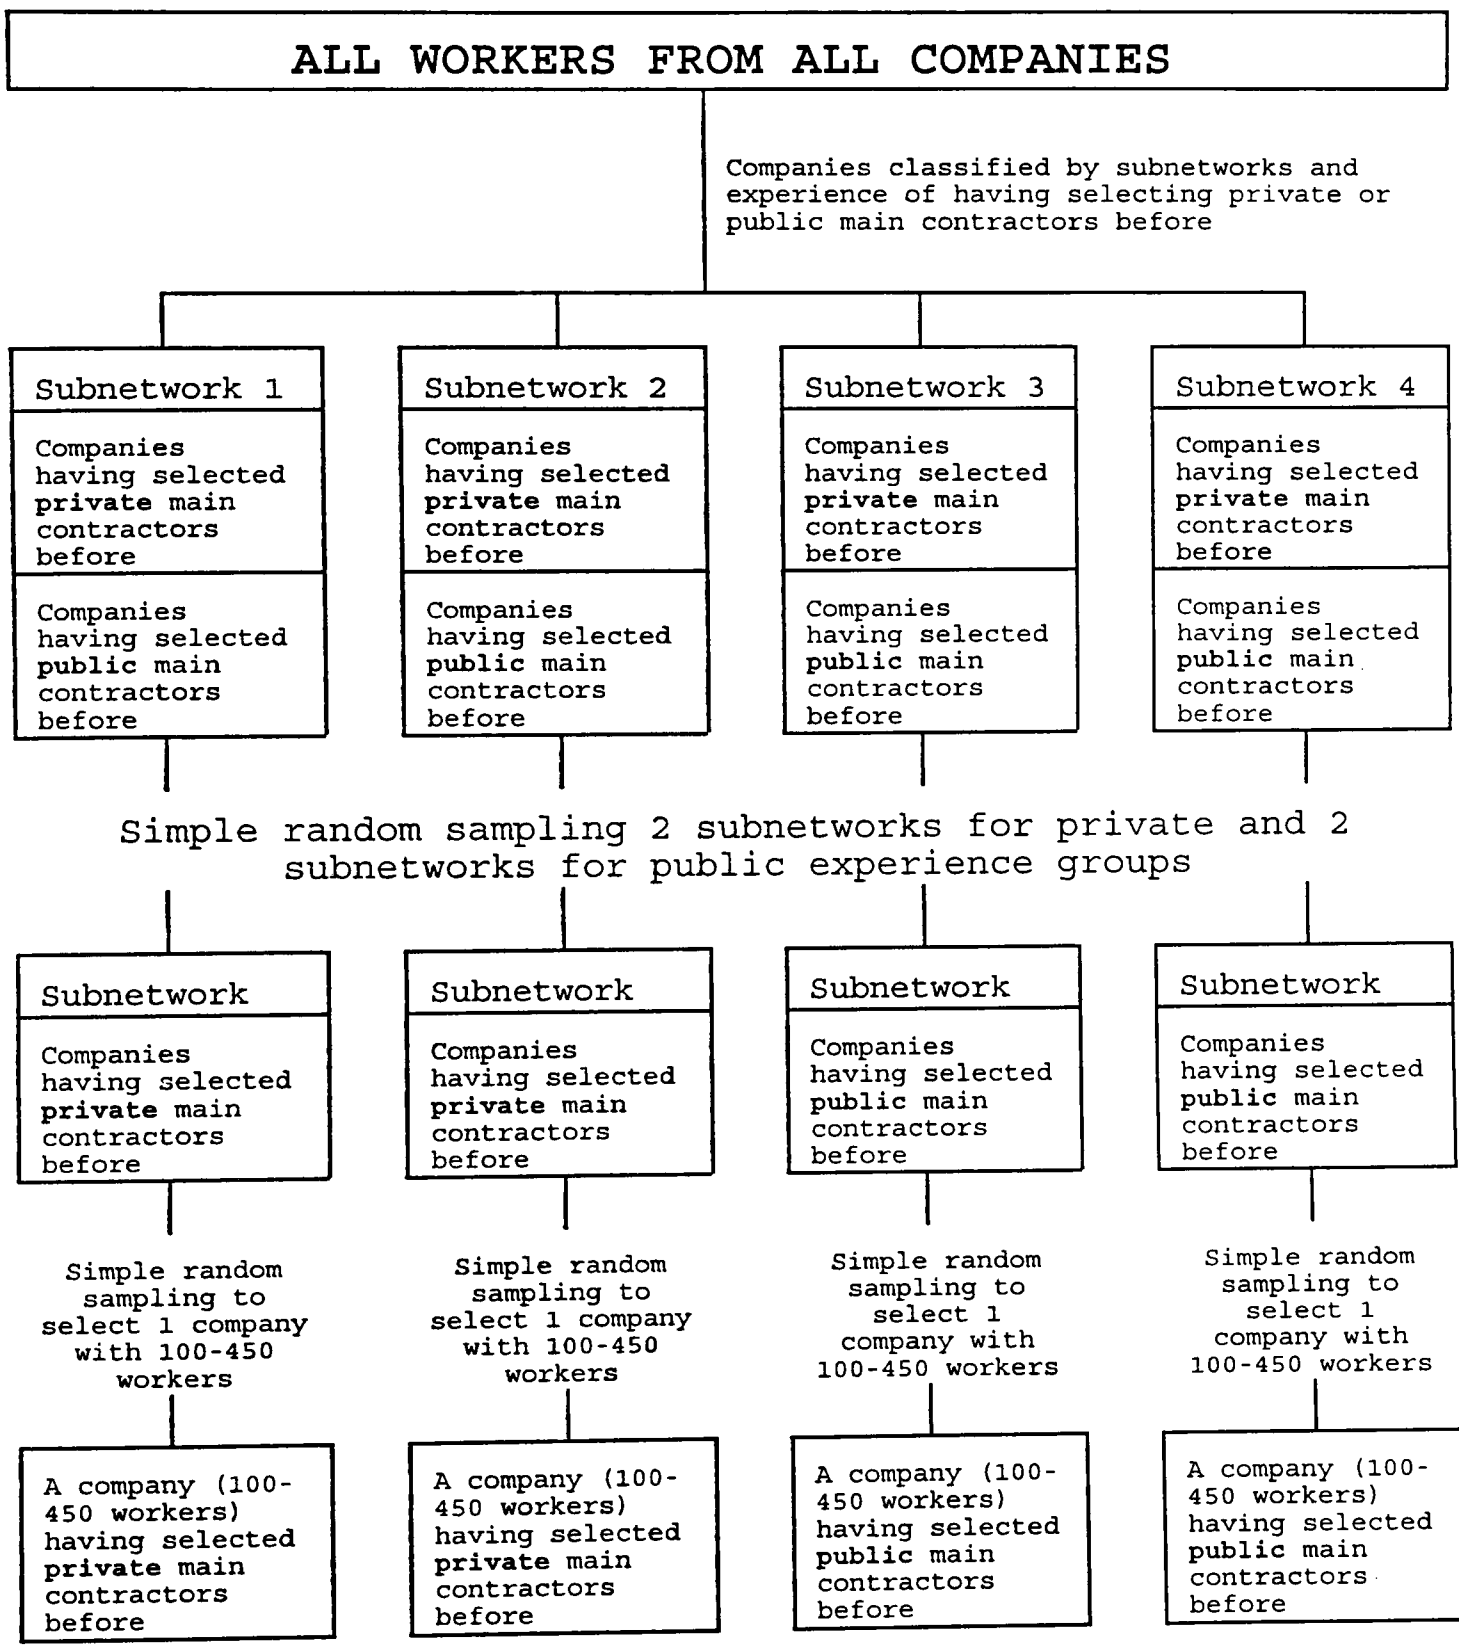 ALL WORKERS FROM ALL COMPANIES
Companies classified by subnetworks and
experience of having selecting private or
public main contractors before
Subnetwork 1
Companies
having selected
private main
contractors
before
Companies
having selected
public main
contractors
before
Subnetwork 2
Companies
having selected
private main
contractors
before
Companies
having selected
public main
contractors
before
Subnetwork 3
Companies
having selected
private main
contractors
before
Companies
having selected
public main
contractors
before
Subnetwork 4
Companies
having selected
private main
contractors
before
Companies
having selected
public main
contractors
before
Simple random sampling 2 subnetworks for private and 2
subnetworks for public experience groups
Subnetwork
Companies
having selected
private main
contractors
before
Subnetwork
Companies
having selected
private main
contractors
before
Subnetwork
Companies
having selected
public main
contractors
before
Subnetwork
Companies
having selected
public main
contractors
before
Simple random
sampling to
select 1 company
with 100-450
workers
Simple random
sampling to
select 1 company
with 100-450
workers
Simple random
sampling to
select 1
company with
100-450 workers
Simple random
sampling to
select 1
company with
100-450 workers
A company (100-
450 workers)
having selected
private main
contractors
before
A company (100-
450 workers)
having selected
private main
contractors
before
A company (100-
450 workers)
having selected
public main
contractors
before
A company (100-
450 workers)
having selected
public main
contractors
before